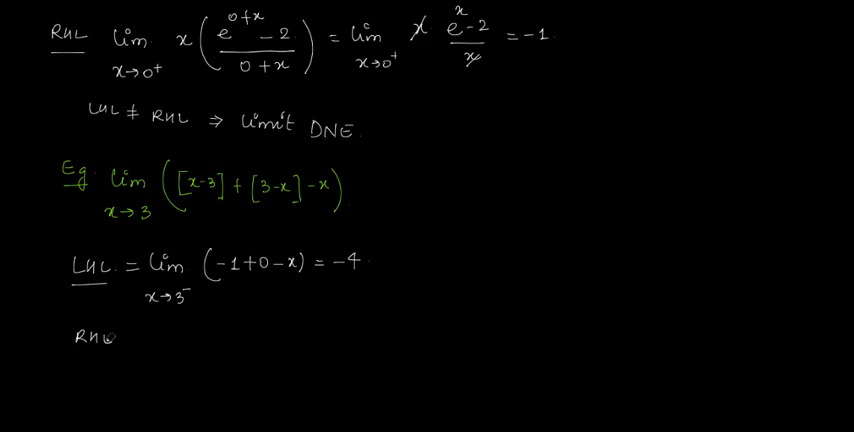 RHL lim x→0⁺ x( (e^(0+x) - 2) / (0+x) ) = lim x→0⁺ x (e^x - 2)/x = -1.
LHL ≠ RHL ⇒ Limit DNE.
Eg. lim x→3 ([x-3] + [3-x] - x)
LHL = lim x→3⁻ (-1+0-x) = -4.
RHL